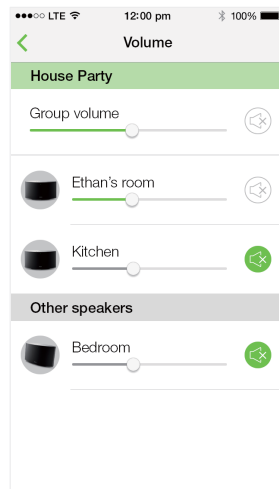 LTE 12:00 pm 100%
Volume
House Party
Group volume
Ethan's room
Kitchen
Other speakers
Bedroom